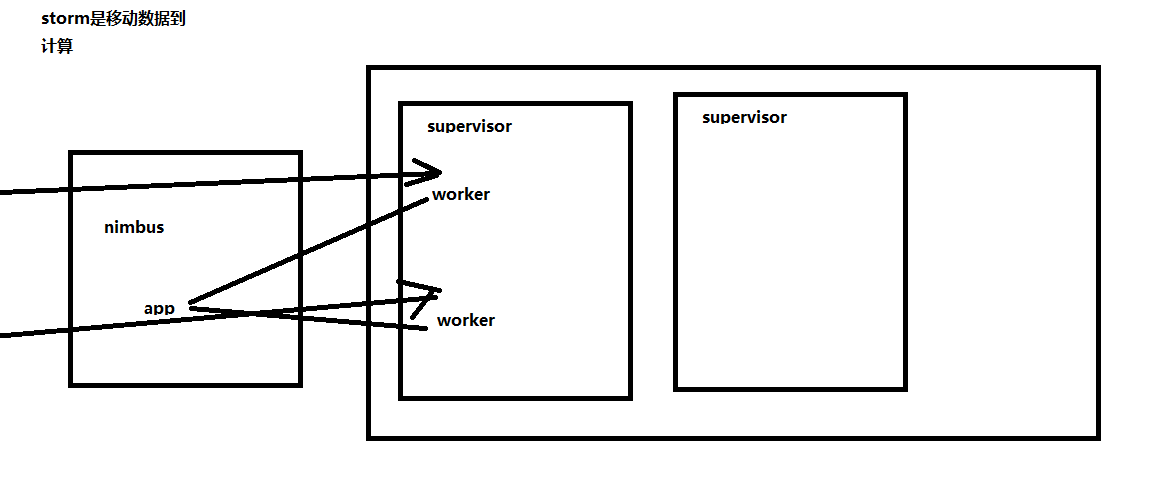 storm是移动数据到
计算
supervisor
supervisor
worker
nimbus
app
worker